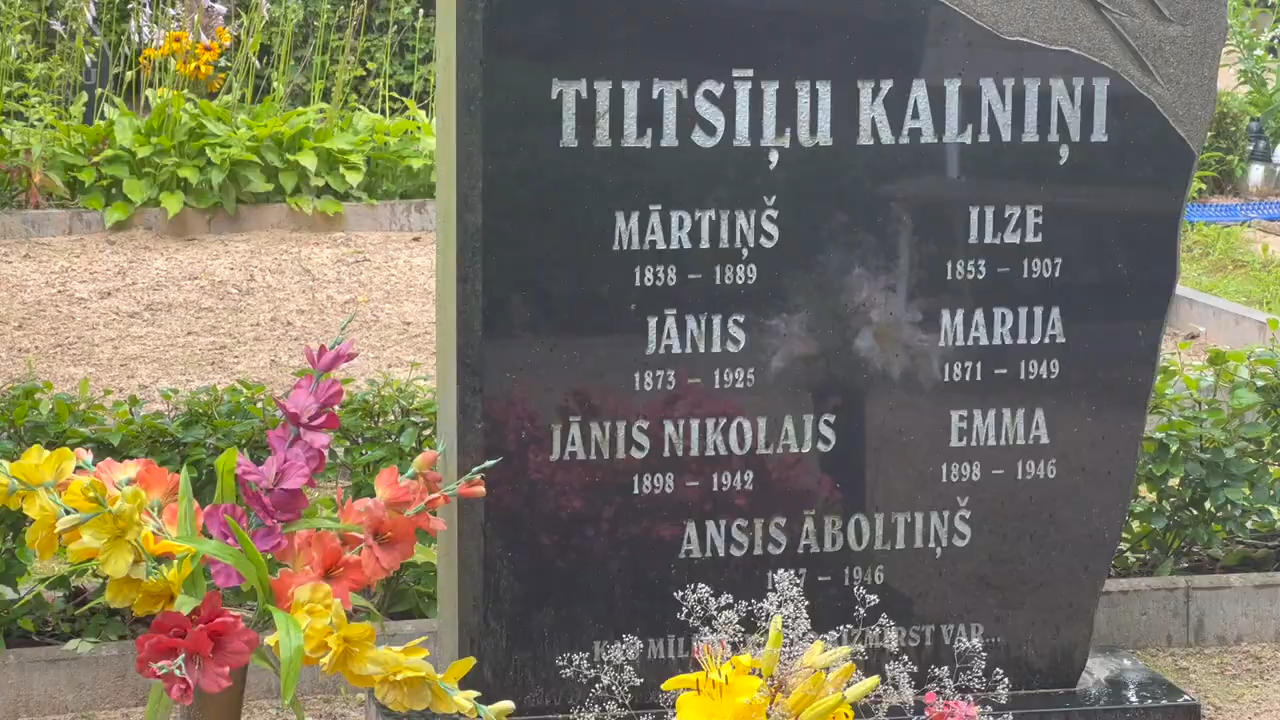 TILTSĪĻU KALNIŅI
MĀRTIŅŠ ILZE
1838 – 1889 1853 – 1907
JĀNIS MARIJA
1873 – 1925 1871 – 1949
JĀNIS NIKOLAJS EMMA
1898 – 1942 1898 – 1946
ANSIS ĀBOLTIŅŠ
– 1946
VAR...